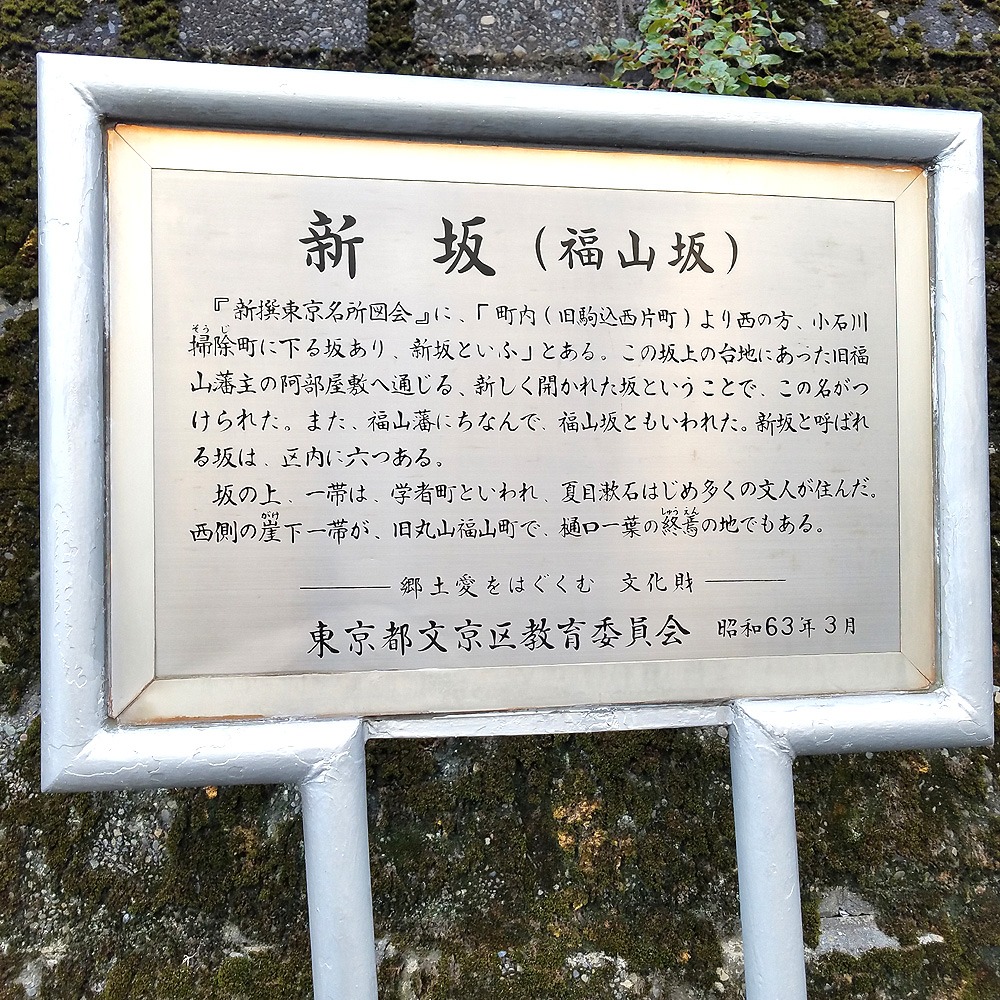 新 坂 (福山坂)
『新撰東京名所図会』に、「町内(旧駒込西片町)より西の方、小石川
そうじ
掃除町に下る坂あり、新坂といふ」とある。この坂上の台地にあった旧福
山藩主の阿部屋敷へ通じる、新しく開かれた坂ということで、この名がつ
けられた。また、福山藩にちなんで、福山坂ともいわれた。新坂と呼ばれ
る坂は、区内に六つある。
坂の上、一帯は、学者町といわれ、夏目漱石はじめ多くの文人が住んだ。
がけ しゅうえん
西側の崖下一帯が、旧丸山福山町で、樋口一葉の終焉の地でもある。
郷土愛をはぐくむ 文化財
東京都文京区教育委員会 昭和63年3月